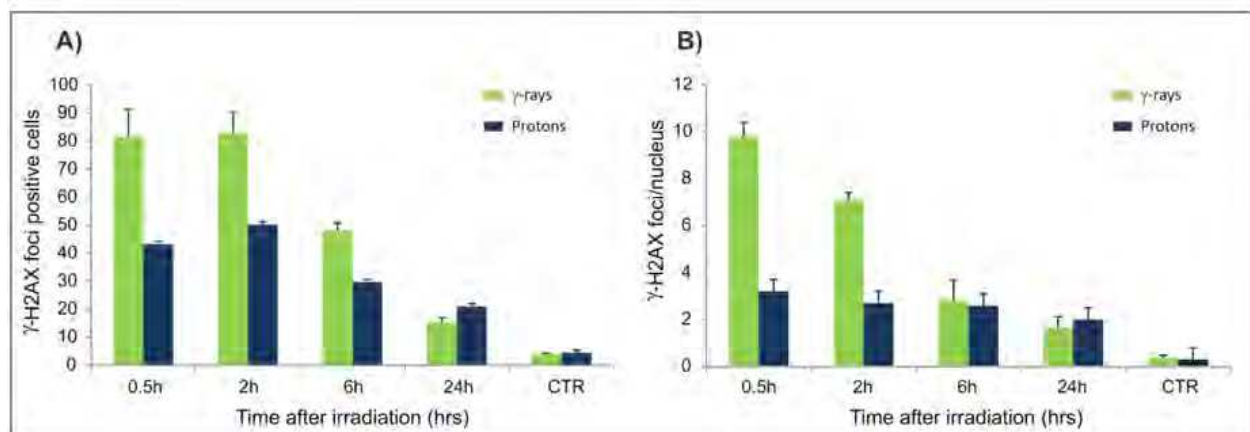 A)
γ-H2AX foci positive cells
100
90
80
70
60
50
40
30
20
10
0
γ-rays
Protons
0.5h 2h 6h 24h CTR
Time after irradiation (hrs)
B)
γ-H2AX foci/nucleus
12
10
8
6
4
2
0
γ-rays
Protons
0.5h 2h 6h 24h CTR
Time after irradiation (hrs)